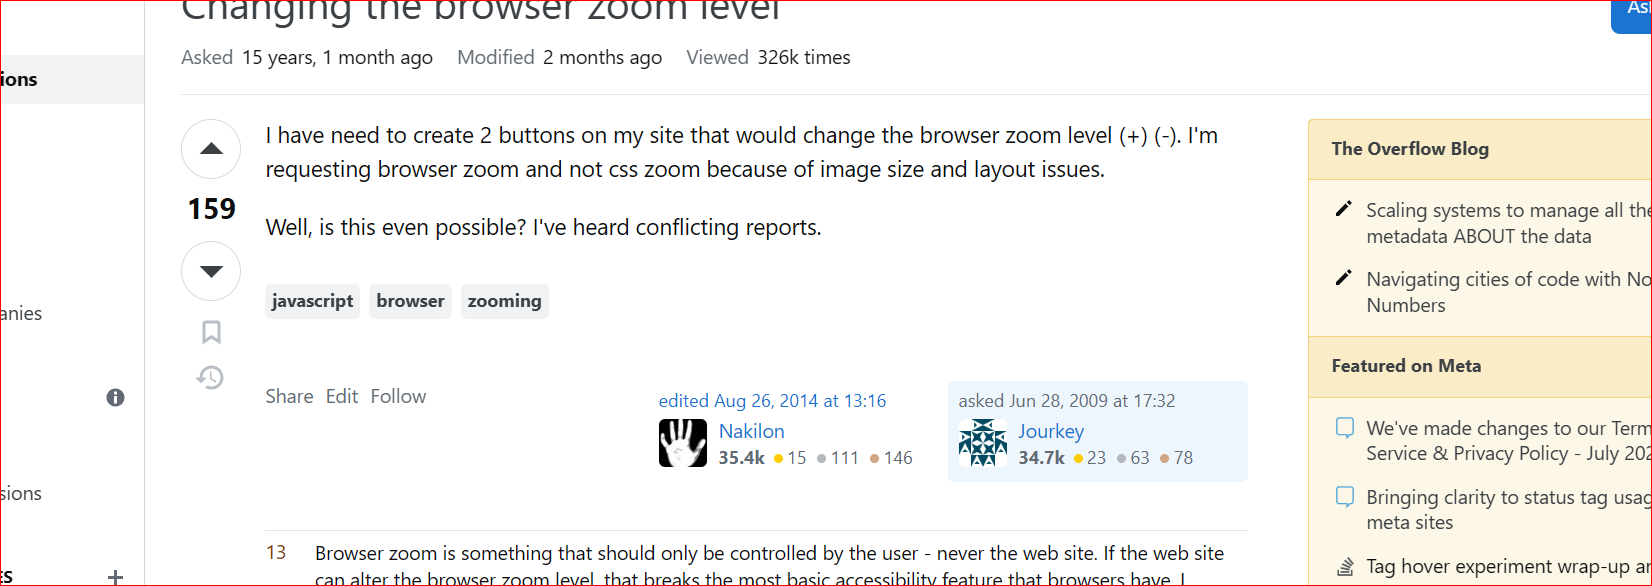 Changing the browser zoom level
Asked 15 years, 1 month ago Modified 2 months ago Viewed 326k times
I have need to create 2 buttons on my site that would change the browser zoom level (+) (-). I'm
requesting browser zoom and not css zoom because of image size and layout issues.
159
Well, is this even possible? I've heard conflicting reports.
javascript browser zooming
Share Edit Follow
edited Aug 26, 2014 at 13:16
Nakilon
35.4k 15 111 146
asked Jun 28, 2009 at 17:32
Jourkey
34.7k 23 63 78
13 Browser zoom is something that should only be controlled by the user - never the web site. If the web site
can alter the browser zoom level, that breaks the most basic accessibility feature that browsers have. I
The Overflow Blog
Scaling systems to manage all the
metadata ABOUT the data
Navigating cities of code with No
Numbers
Featured on Meta
We've made changes to our Term
Service & Privacy Policy - July 202
Bringing clarity to status tag usag
meta sites
Tag hover experiment wrap-up an
ions
anies
sions
ES